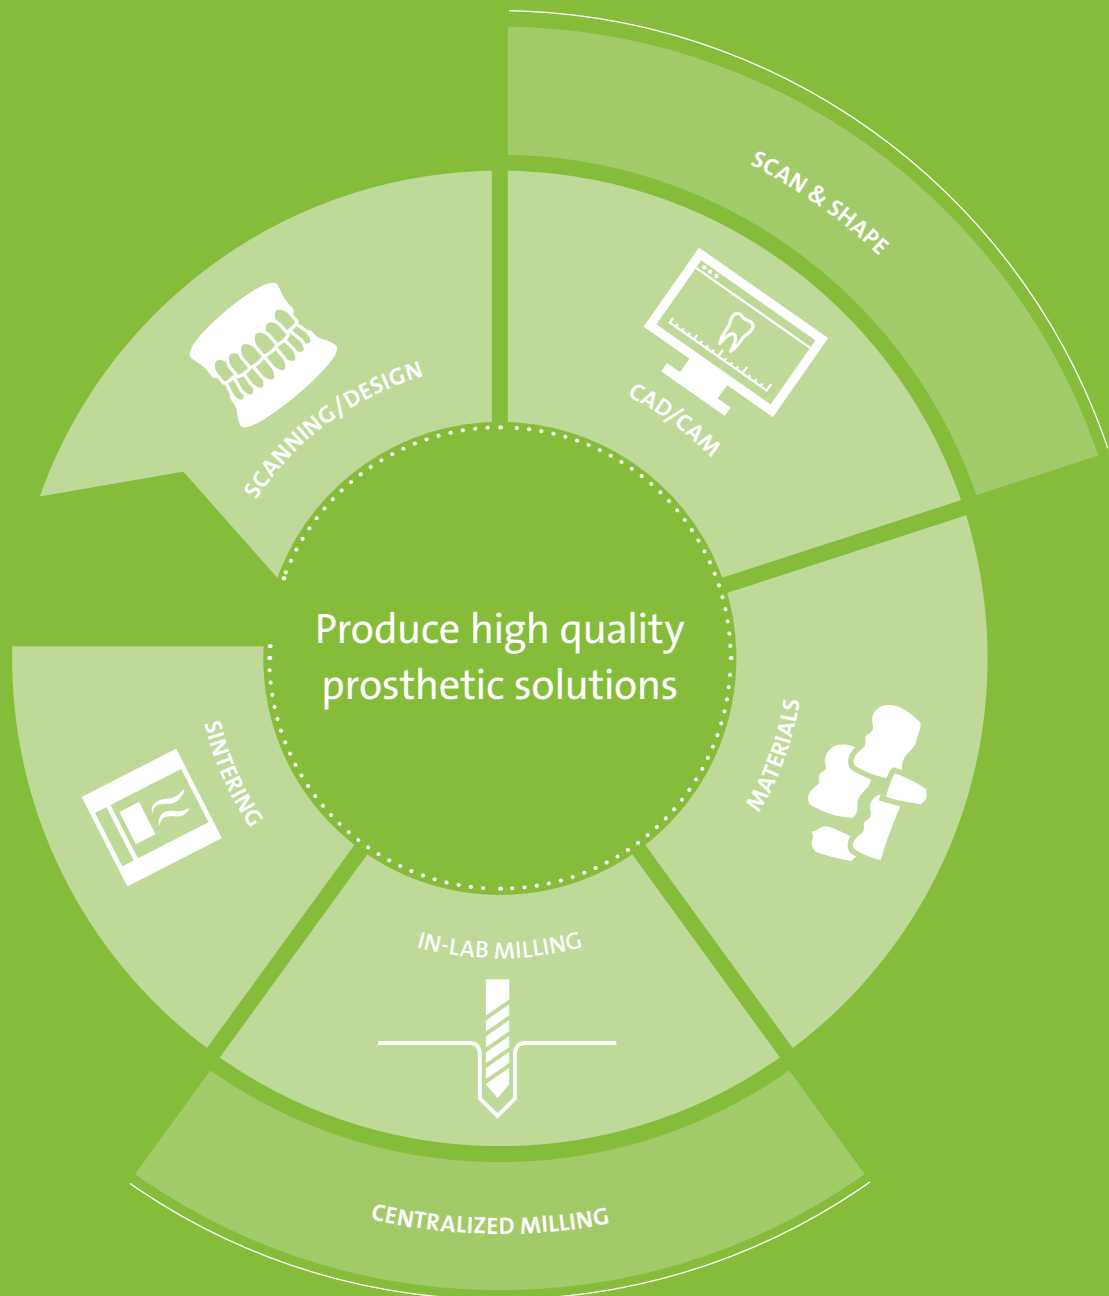 SCAN & SHAPE
SCANNING/DESIGN
CAD/CAM
Produce high quality
prosthetic solutions
MATERIALS
SINTERING
IN-LAB MILLING
CENTRALIZED MILLING